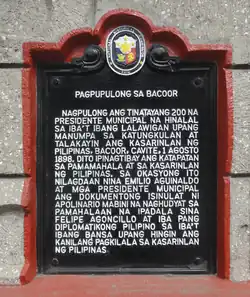 PAGPUPULONG SA BACOOR
NAGPULONG ANG TINATAYANG 200 NA
PRESIDENTE MUNICIPAL NA HINALAL
SA IBA'T IBANG LALAWIGAN UPANG
MANUMPA SA KATUNGKULAN AT
TALAKAYIN ANG KASARINLAN NG
PILIPINAS, BACOOR, CAVITE, 1 AGOSTO
1898. DITO IPINAGTIBAY ANG KATAPATAN
SA PAMAMAHALA AT SA KASARINLAN
NG PILIPINAS. SA OKASYONG ITO
NILAGDAAN NINA EMILIO AGUINALDO
AT MGA PRESIDENTE MUNICIPAL
ANG DOKUMENTONG ISINULAT NI
APOLINARIO MABINI NA NAGHUDYAT SA
PAMAHALAAN NA IPADALA SINA
FELIPE AGONCILLO AT IBA PANG
DIPLOMATIKONG PILIPINO SA IBA'T
IBANG BANSA UPANG HINGIN ANG
KANILANG PAGKILALA SA KASARINLAN
NG PILIPINAS